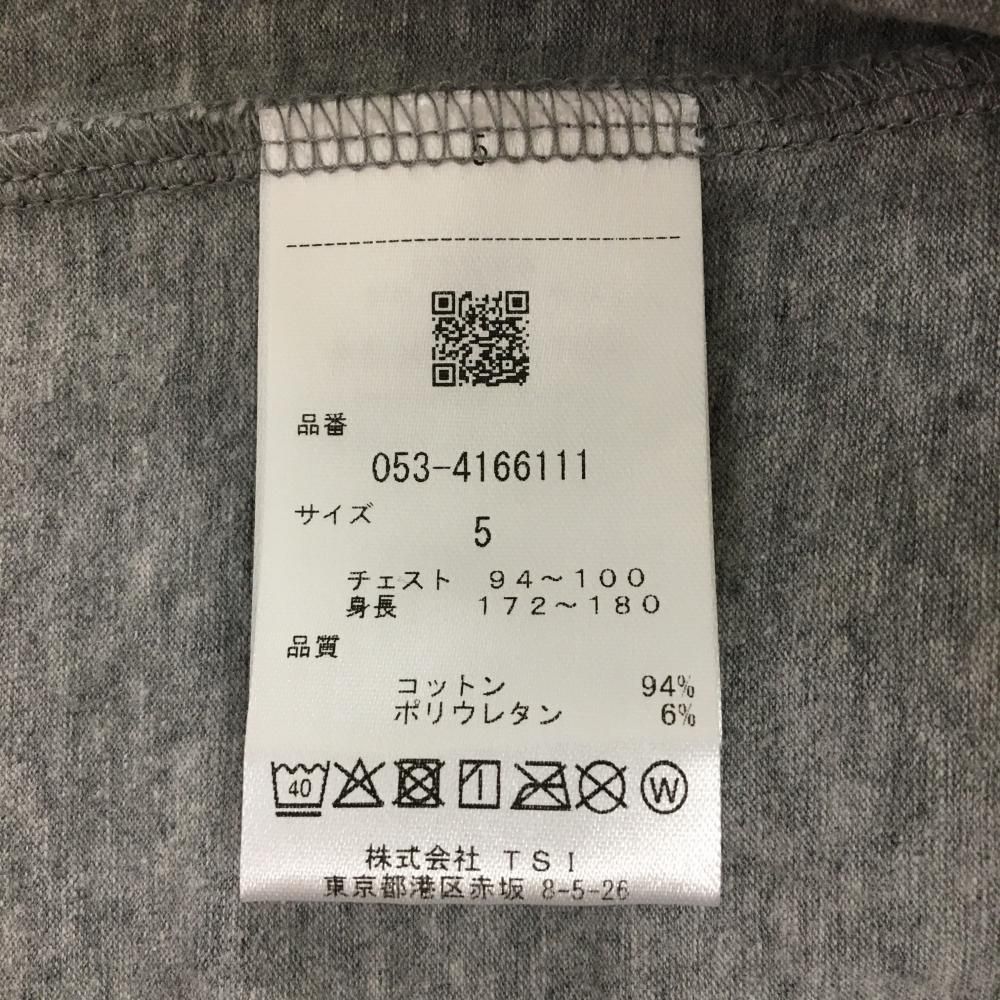 5
品番
053-4166111
サイズ
5
チェスト 94～100
身長 172～180
品質
コットン 94%
ポリウレタン 6%
40 W
株式会社 TSI
東京都港区赤坂 8-5-26